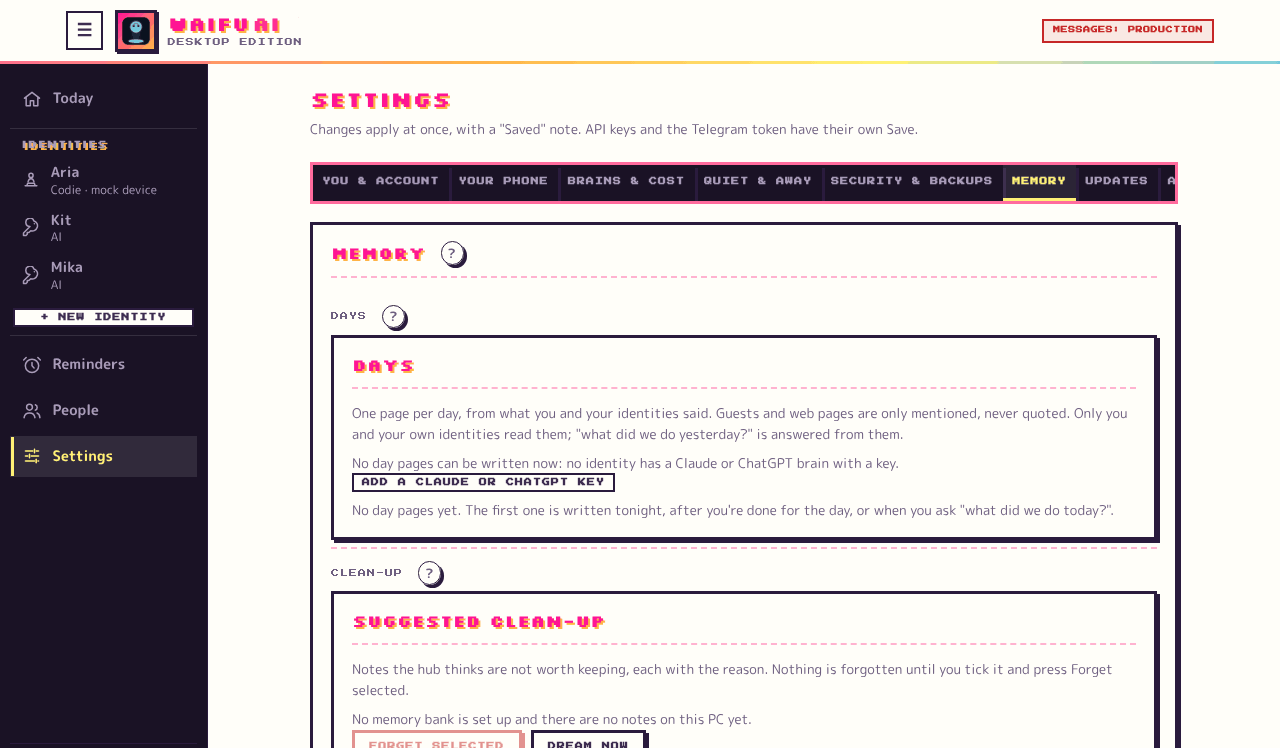 ☰
WAIFU AI
DESKTOP EDITION
MESSAGES: PRODUCTION
Today
IDENTITIES
Aria
Codie · mock device
Kit
AI
Mika
AI
+ NEW IDENTITY
Reminders
People
Settings
SETTINGS
Changes apply at once, with a "Saved" note. API keys and the Telegram token have their own Save.
YOU & ACCOUNT YOUR PHONE BRAINS & COST QUIET & AWAY SECURITY & BACKUPS MEMORY UPDATES A
MEMORY ?
DAYS ?
DAYS
One page per day, from what you and your identities said. Guests and web pages are only mentioned, never quoted. Only you
and your own identities read them; "what did we do yesterday?" is answered from them.
No day pages can be written now: no identity has a Claude or ChatGPT brain with a key.
ADD A CLAUDE OR CHATGPT KEY
No day pages yet. The first one is written tonight, after you're done for the day, or when you ask "what did we do today?".
CLEAN-UP ?
SUGGESTED CLEAN-UP
Notes the hub thinks are not worth keeping, each with the reason. Nothing is forgotten until you tick it and press Forget
selected.
No memory bank is set up and there are no notes on this PC yet.
FORGET SELECTED DREAM NOW